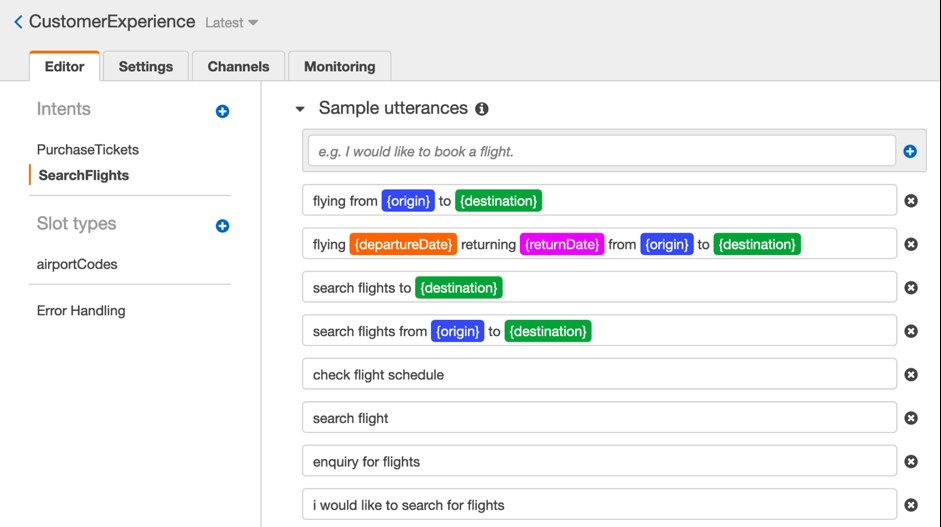 CustomerExperience Latest
Editor Settings Channels Monitoring
Intents
PurchaseTickets
SearchFlights
Slot types
airportCodes
Error Handling
Sample utterances
e.g. I would like to book a flight.
flying from {origin} to {destination}
flying {departureDate} returning {returnDate} from {origin} to {destination}
search flights to {destination}
search flights from {origin} to {destination}
check flight schedule
search flight
enquiry for flights
i would like to search for flights